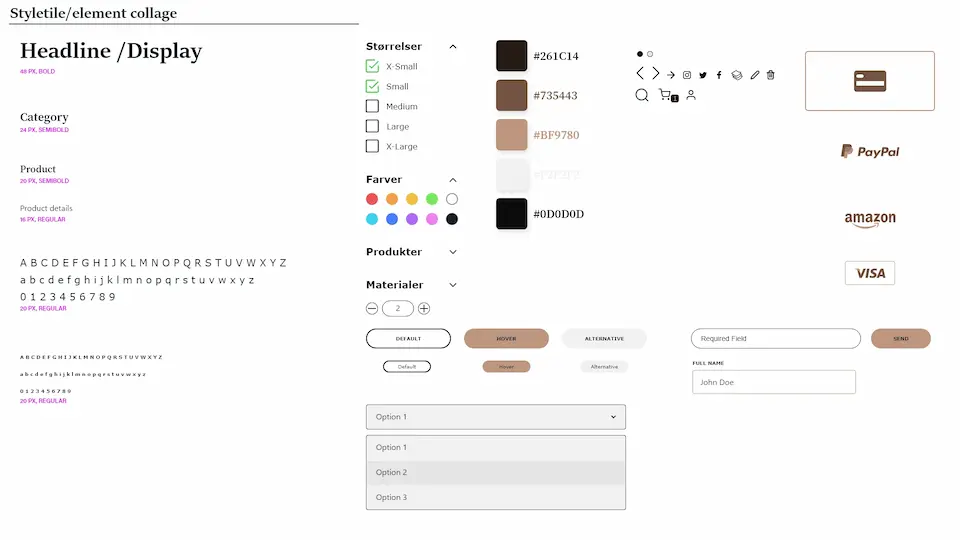 Styletile/element collage
Headline /Display
48 PX, BOLD
Category
24 PX, SEMIBOLD
Product
20 PX, SEMIBOLD
Product details
16 PX, REGULAR
A B C D E F G H I J K L M N O P Q R S T U V W X Y Z
a b c d e f g h i j k l m n o p q r s t u v w x y z
0 1 2 3 4 5 6 7 8 9
20 PX, REGULAR
A B C D E F G H I J K L M N O P Q R S T U V W X Y Z
a b c d e f g h i j k l m n o p q r s t u v w x y z
0 1 2 3 4 5 6 7 8 9
20 PX, REGULAR
Størrelser
X-Small
Small
Medium
Large
X-Large
Farver
Produkter
Materialer
2
DEFAULT
HOVER
ALTERNATIVE
Default
Hover
Alternative
Option 1
Option 1
Option 2
Option 3
#261C14
#735443
#BF9780
#F2F2F2
#0D0D0D
1
PayPal
amazon
VISA
Required Field
SEND
FULL NAME
John Doe